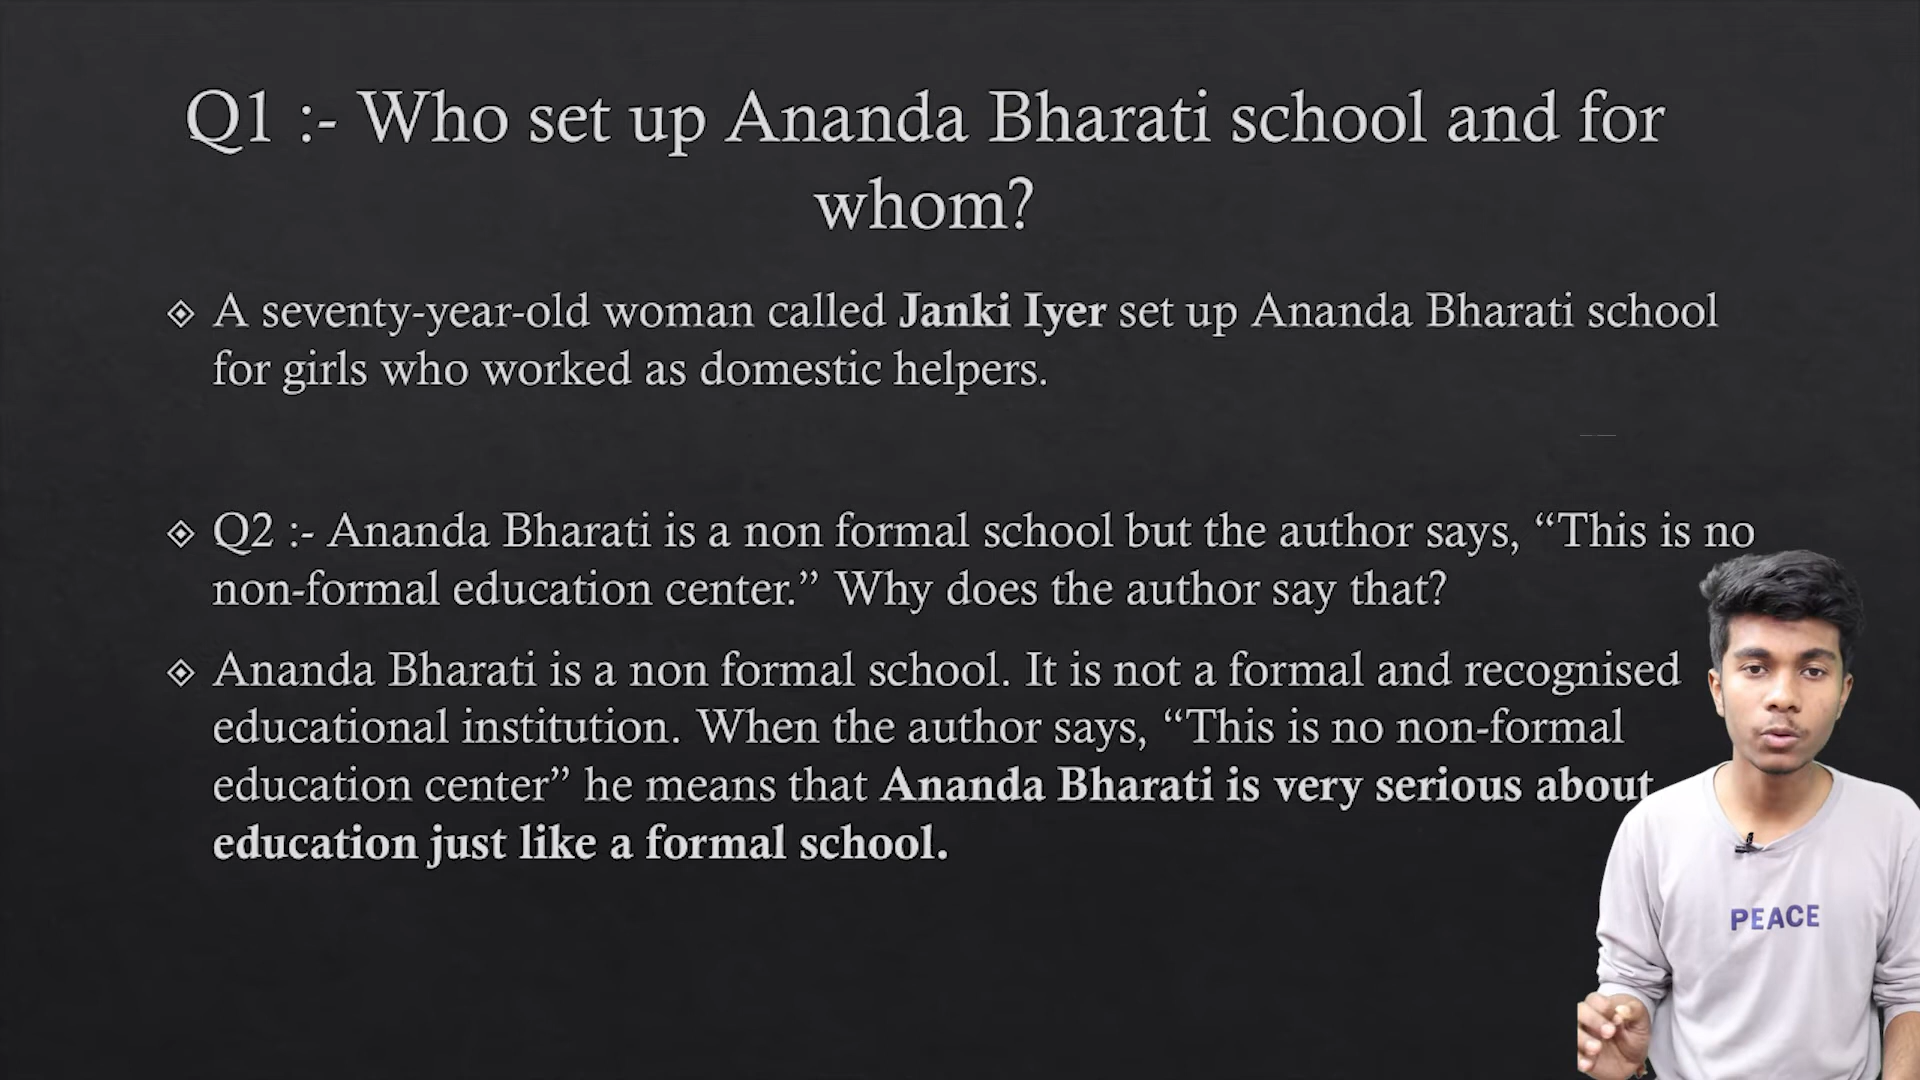 Q1 :- Who set up Ananda Bharati school and for
whom?
A seventy-year-old woman called Janki Iyer set up Ananda Bharati school
for girls who worked as domestic helpers.
Q2 :- Ananda Bharati is a non formal school but the author says, “This is no
non-formal education center.” Why does the author say that?
Ananda Bharati is a non formal school. It is not a formal and recognised
educational institution. When the author says, “This is no non-formal
education center” he means that Ananda Bharati is very serious about
education just like a formal school.
PEACE